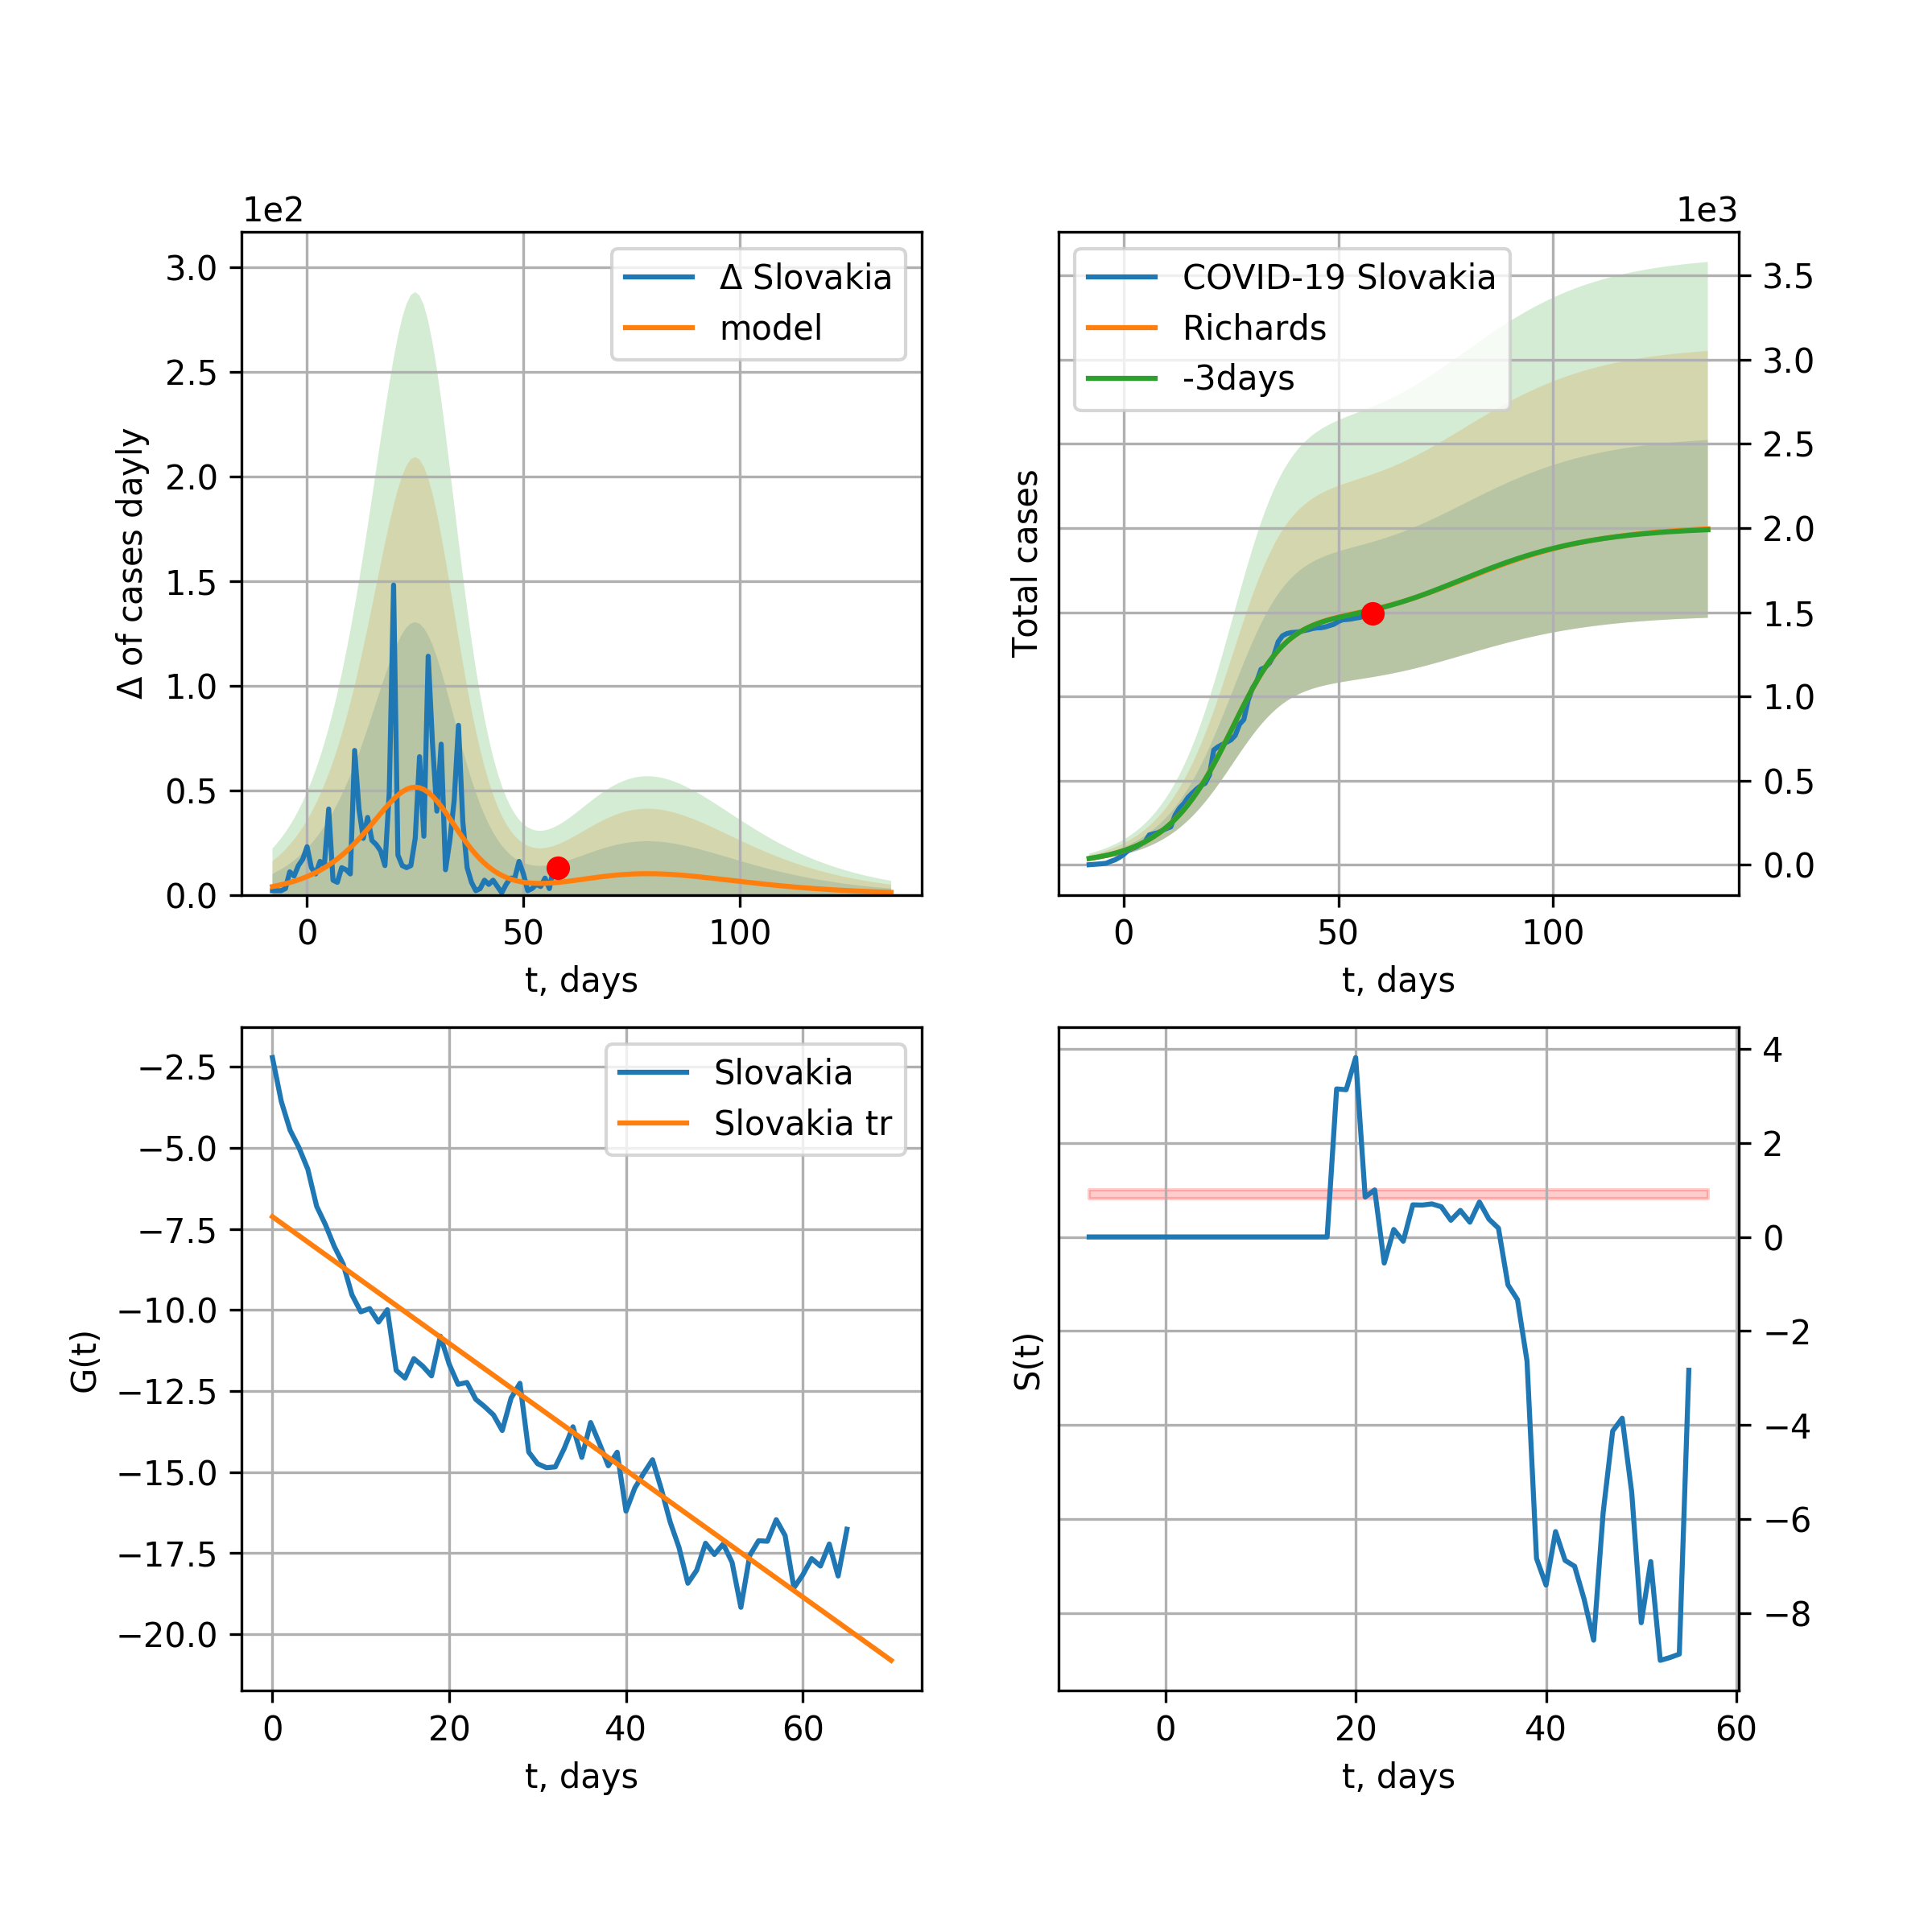 1e2
3.0
2.5
2.0
1.5
1.0
0.5
0.0
Δ of cases dayly
Δ Slovakia
model
0 50 100
t, days
1e3
3.5
3.0
2.5
2.0
1.5
1.0
0.5
0.0
Total cases
COVID-19 Slovakia
Richards
-3days
0 50 100
t, days
−2.5
−5.0
−7.5
−10.0
−12.5
−15.0
−17.5
−20.0
G(t)
Slovakia
Slovakia tr
0 20 40 60
t, days
4
2
0
−2
−4
−6
−8
S(t)
0 20 40 60
t, days